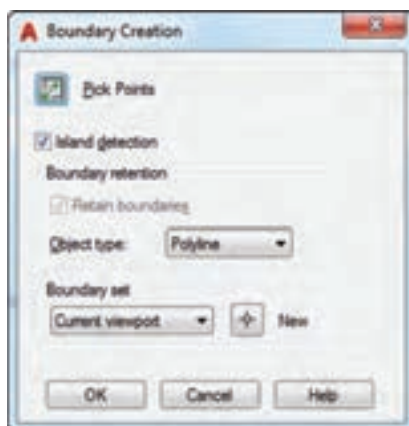 Boundary Creation
Pick Points
Island detection
Boundary retention
Retain boundaries
Object type: Polyline
Boundary set
Current viewport New
OK Cancel Help